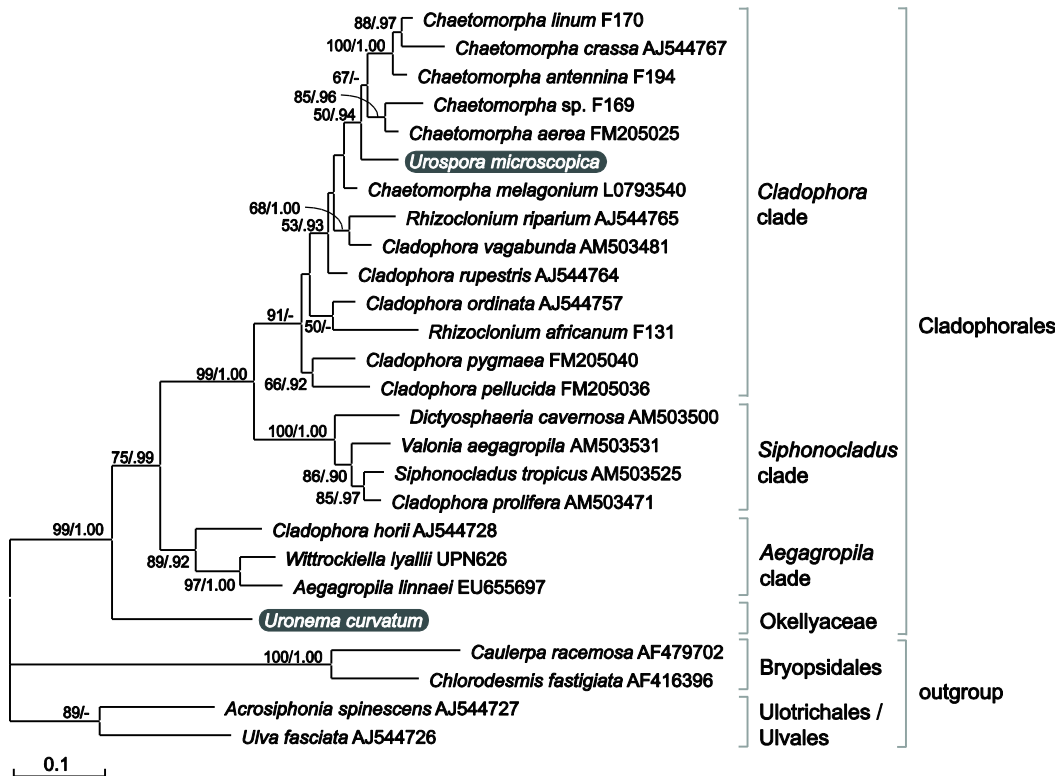 88/.97
Chaetomorpha linum F170
100/1.00
Chaetomorpha crassa AJ544767
67/-
Chaetomorpha antennina F194
85/.96
Chaetomorpha sp. F169
50/.94
Chaetomorpha aerea FM205025
Urospora microscopica
Chaetomorpha melagonium L0793540
68/1.00
Rhizoclonium riparium AJ544765
53/.93
Cladophora vagabunda AM503481
Cladophora rupestris AJ544764
Cladophora ordinata AJ544757
91/-
50/-
Rhizoclonium africanum F131
Cladophora pygmaea FM205040
66/.92
Cladophora pellucida FM205036
Cladophora
clade
99/1.00
Dictyosphaeria cavernosa AM503500
100/1.00
Valonia aegagropila AM503531
86/.90
Siphonocladus tropicus AM503525
85/.97
Cladophora prolifera AM503471
Siphonocladus
clade
75/.99
Cladophora horii AJ544728
89/.92
Wittrockiella lyallii UPN626
97/1.00
Aegagropila linnaei EU655697
Aegagropila
clade
99/1.00
Uronema curvatum
Okellyaceae
Cladophorales
100/1.00
Caulerpa racemosa AF479702
Chlorodesmis fastigiata AF416396
Bryopsidales
89/-
Acrosiphonia spinescens AJ544727
Ulva fasciata AJ544726
Ulotrichales /
Ulvales
outgroup
0.1